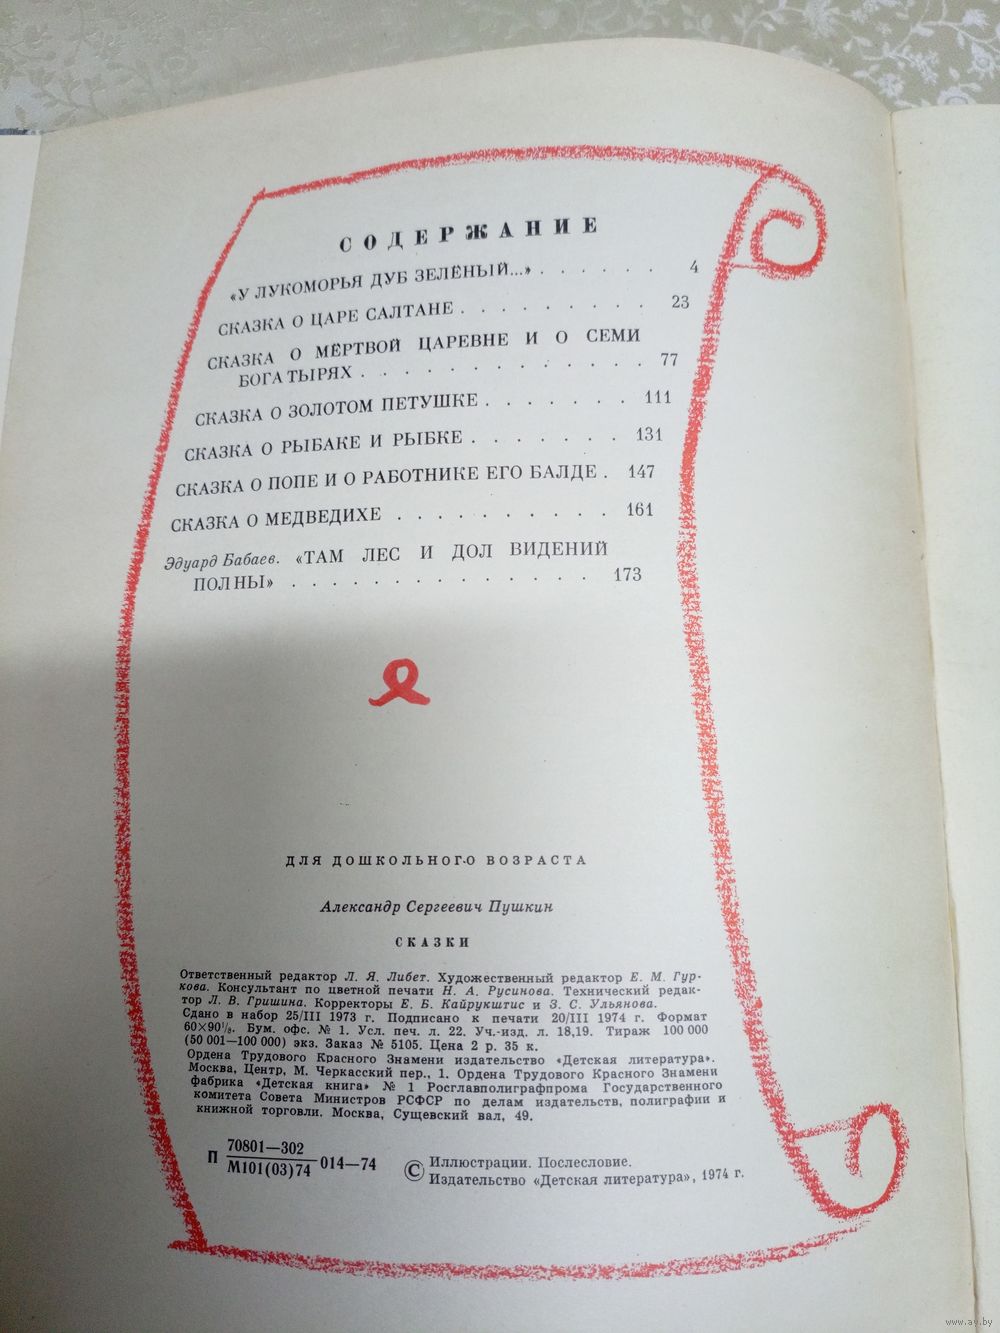 СОДЕРЖАНИЕ
«У ЛУКОМОРЬЯ ДУБ ЗЕЛЁНЫЙ...» . . . . . . 4
СКАЗКА О ЦАРЕ САЛТАНЕ . . . . . . . . 23
СКАЗКА О МЁРТВОЙ ЦАРЕВНЕ И О СЕМИ
БОГАТЫРЯХ . . . . . . . . . . . . 77
СКАЗКА О ЗОЛОТОМ ПЕТУШКЕ . . . . . . . 111
СКАЗКА О РЫБАКЕ И РЫБКЕ . . . . . . . 131
СКАЗКА О ПОПЕ И О РАБОТНИКЕ ЕГО БАЛДЕ . 147
СКАЗКА О МЕДВЕДИХЕ . . . . . . . . . 161
Эдуард Бабаев. «ТАМ ЛЕС И ДОЛ ВИДЕНИЙ
ПОЛНЫ» . . . . . . . . . . . . 173
ДЛЯ ДОШКОЛЬНОГО ВОЗРАСТА
Александр Сергеевич Пушкин
СКАЗКИ
Ответственный редактор Л. Я. Либет. Художественный редактор Е. М. Гур-
кова. Консультант по цветной печати Н. А. Русинова. Технический редак-
тор Л. В. Гришина. Корректоры Е. Б. Кайрукштис и З. С. Ульянова.
Сдано в набор 25/III 1973 г. Подписано к печати 20/III 1974 г. Формат
60×90¹/₈. Бум. офс. № 1. Усл. печ. л. 22. Уч.-изд. л. 18,19. Тираж 100 000
(50 001—100 000) экз. Заказ № 5105. Цена 2 р. 35 к.
Ордена Трудового Красного Знамени издательство «Детская литература».
Москва, Центр, М. Черкасский пер., 1. Ордена Трудового Красного Знамени
фабрика «Детская книга» № 1 Росглавполиграфпрома Государственного
комитета Совета Министров РСФСР по делам издательств, полиграфии и
книжной торговли. Москва, Сущевский вал, 49.
П 70801—302
М101(03)74 014—74
© Иллюстрации. Послесловие.
Издательство «Детская литература», 1974 г.
www.ay.by